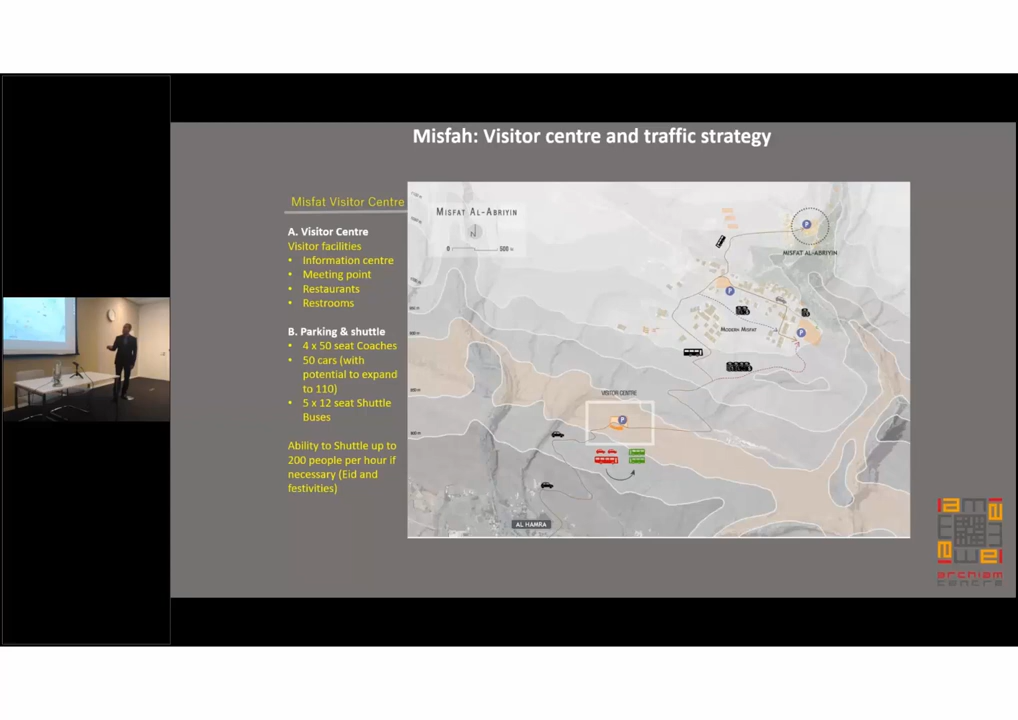 Misfah: Visitor centre and traffic strategy
Misfat Visitor Centre
A. Visitor Centre
Visitor facilities
• Information centre
• Meeting point
• Restaurants
• Restrooms
B. Parking & shuttle
• 4 x 50 seat Coaches
• 50 cars (with
potential to expand
to 110)
• 5 x 12 seat Shuttle
Buses
Ability to Shuttle up to
200 people per hour if
necessary (Eid and
festivities)
MISFAT AL-ABRIYIN
N
0 500 m
P
MISFAT AL-ABRIYIN
P
MODERN MISFAT
P
VISITOR CENTRE
P
AL HAMRA
archiam
centre